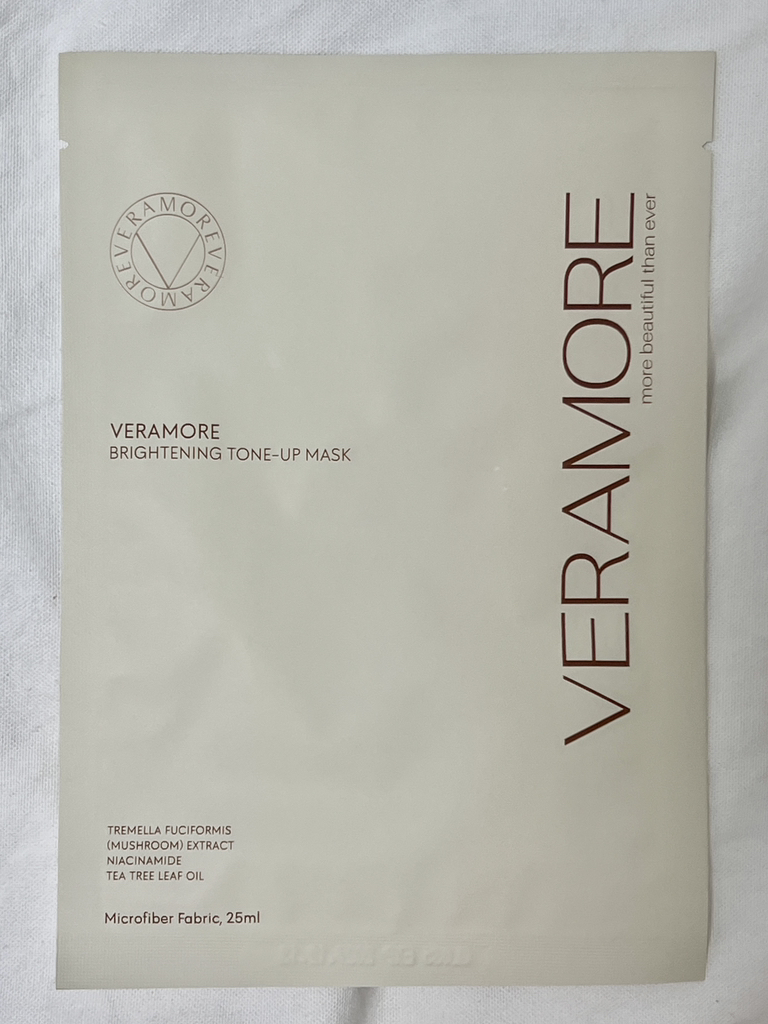 VERAMOREVERAMOREVERAMORE
V
VERAMORE
BRIGHTENING TONE-UP MASK
VERAMORE
more beautiful than ever
TREMELLA FUCIFORMIS
(MUSHROOM) EXTRACT
NIACINAMIDE
TEA TREE LEAF OIL
Microfiber Fabric, 25ml